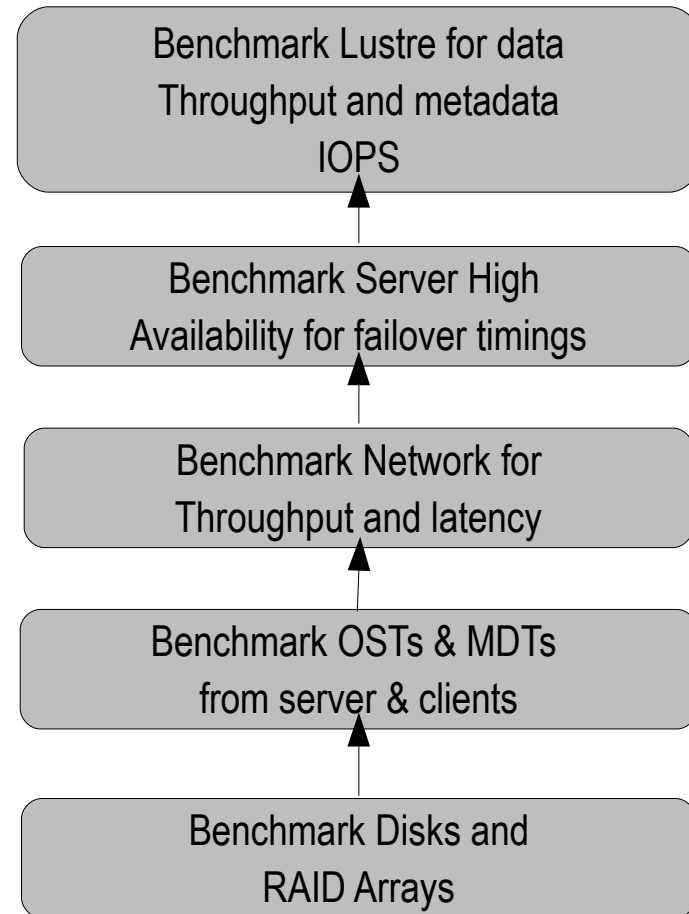 Benchmark Lustre for data
Throughput and metadata
IOPS
Benchmark Server High
Availability for failover timings
Benchmark Network for
Throughput and latency
Benchmark OSTs & MDTs
from server & clients
Benchmark Disks and
RAID Arrays